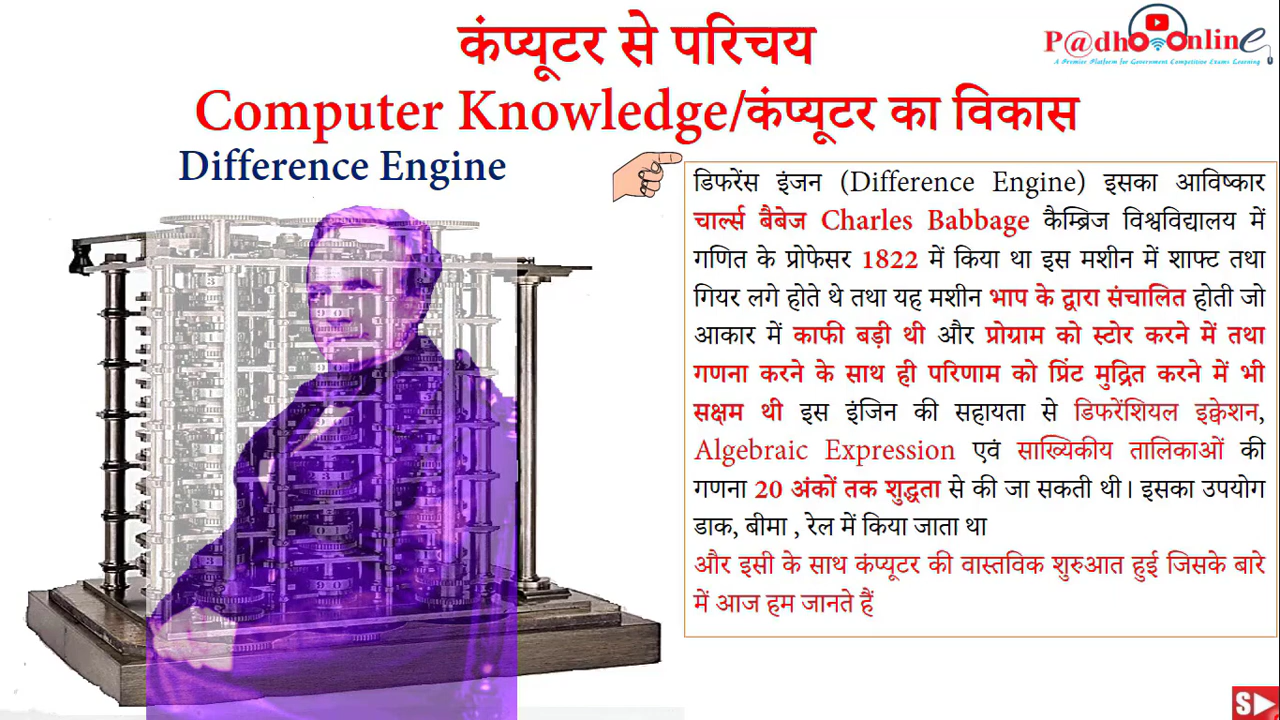 कंप्यूटर से परिचय
P@dhO OnlinE
A Premier Platform for Government Competitive Exams Learning
Computer Knowledge/कंप्यूटर का विकास
Difference Engine
डिफरेंस इंजन (Difference Engine) इसका आविष्कार
चार्ल्स बैबेज Charles Babbage कैम्ब्रिज विश्वविद्यालय में
गणित के प्रोफेसर 1822 में किया था इस मशीन में शाफ्ट तथा
गियर लगे होते थे तथा यह मशीन भाप के द्वारा संचालित होती जो
आकार में काफी बड़ी थी और प्रोग्राम को स्टोर करने में तथा
गणना करने के साथ ही परिणाम को प्रिंट मुद्रित करने में भी
सक्षम थी इस इंजिन की सहायता से डिफरेंशियल इक्वेशन,
Algebraic Expression एवं साख्यिकीय तालिकाओं की
गणना 20 अंकों तक शुद्धता से की जा सकती थी। इसका उपयोग
डाक, बीमा , रेल में किया जाता था
और इसी के साथ कंप्यूटर की वास्तविक शुरुआत हुई जिसके बारे
में आज हम जानते हैं
S